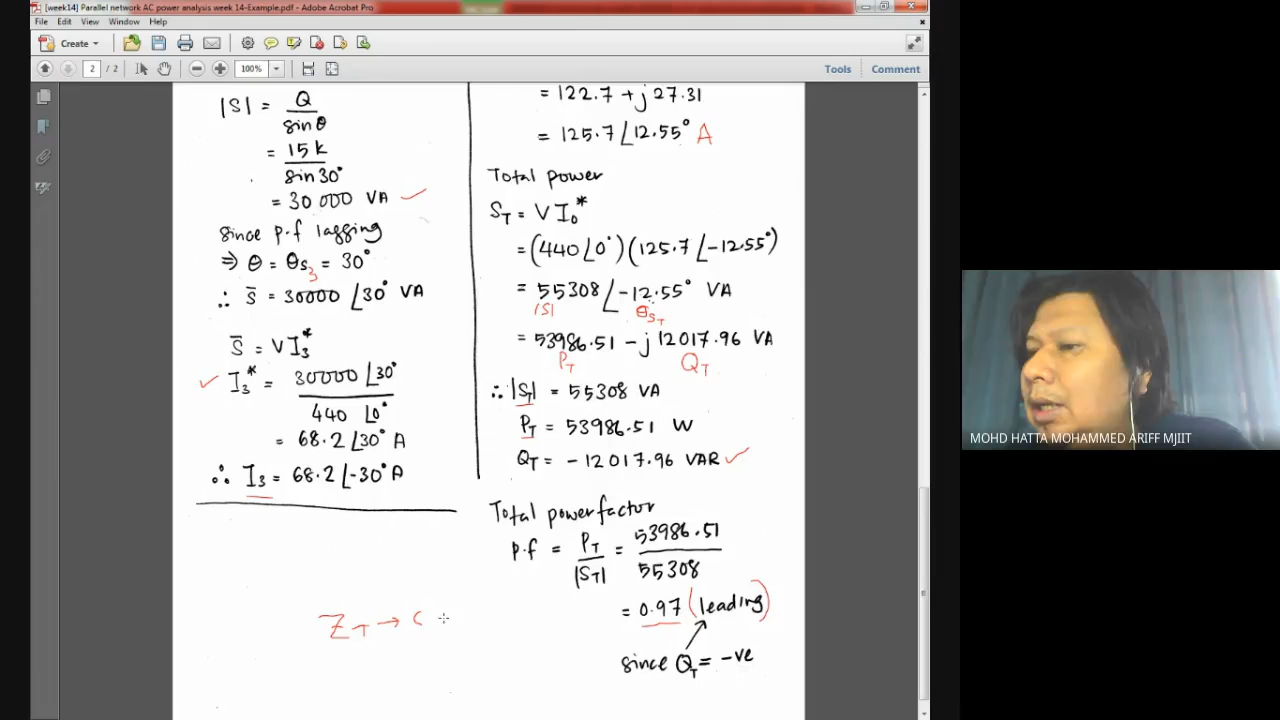 [week14] Parallel network AC power analysis week 14-Example.pdf - Adobe Acrobat Pro
File Edit View Window Help
Create
2 / 2
100%
Tools
Comment
|S| = Q / sinθ
= 15k / sin30°
= 30 000 VA ✓
since p.f lagging
⇒ θ = θs3 = 30°
∴ S̄ = 30000 ∠30° VA
S̄ = VI3*
✓ I3* = 30000 ∠30° / 440 ∠0°
= 68.2 ∠30° A
∴ I3 = 68.2 ∠-30° A
ZT → C
= 122.7 + j 27.31
= 125.7 ∠12.55° A
Total power
ST = V I0*
= (440 ∠0°)(125.7 ∠-12.55°)
= 55308 ∠-12.55° VA
|S| θST
= 53986.51 - j 12017.96 VA
PT QT
∴ |ST| = 55308 VA
PT = 53986.51 W
QT = - 12017.96 VAR ✓
Total powerfactor
p.f = PT / |ST| = 53986.51 / 55308
= 0.97 (leading)
since QT = -ve
MOHD HATTA MOHAMMED ARIFF MJIIT